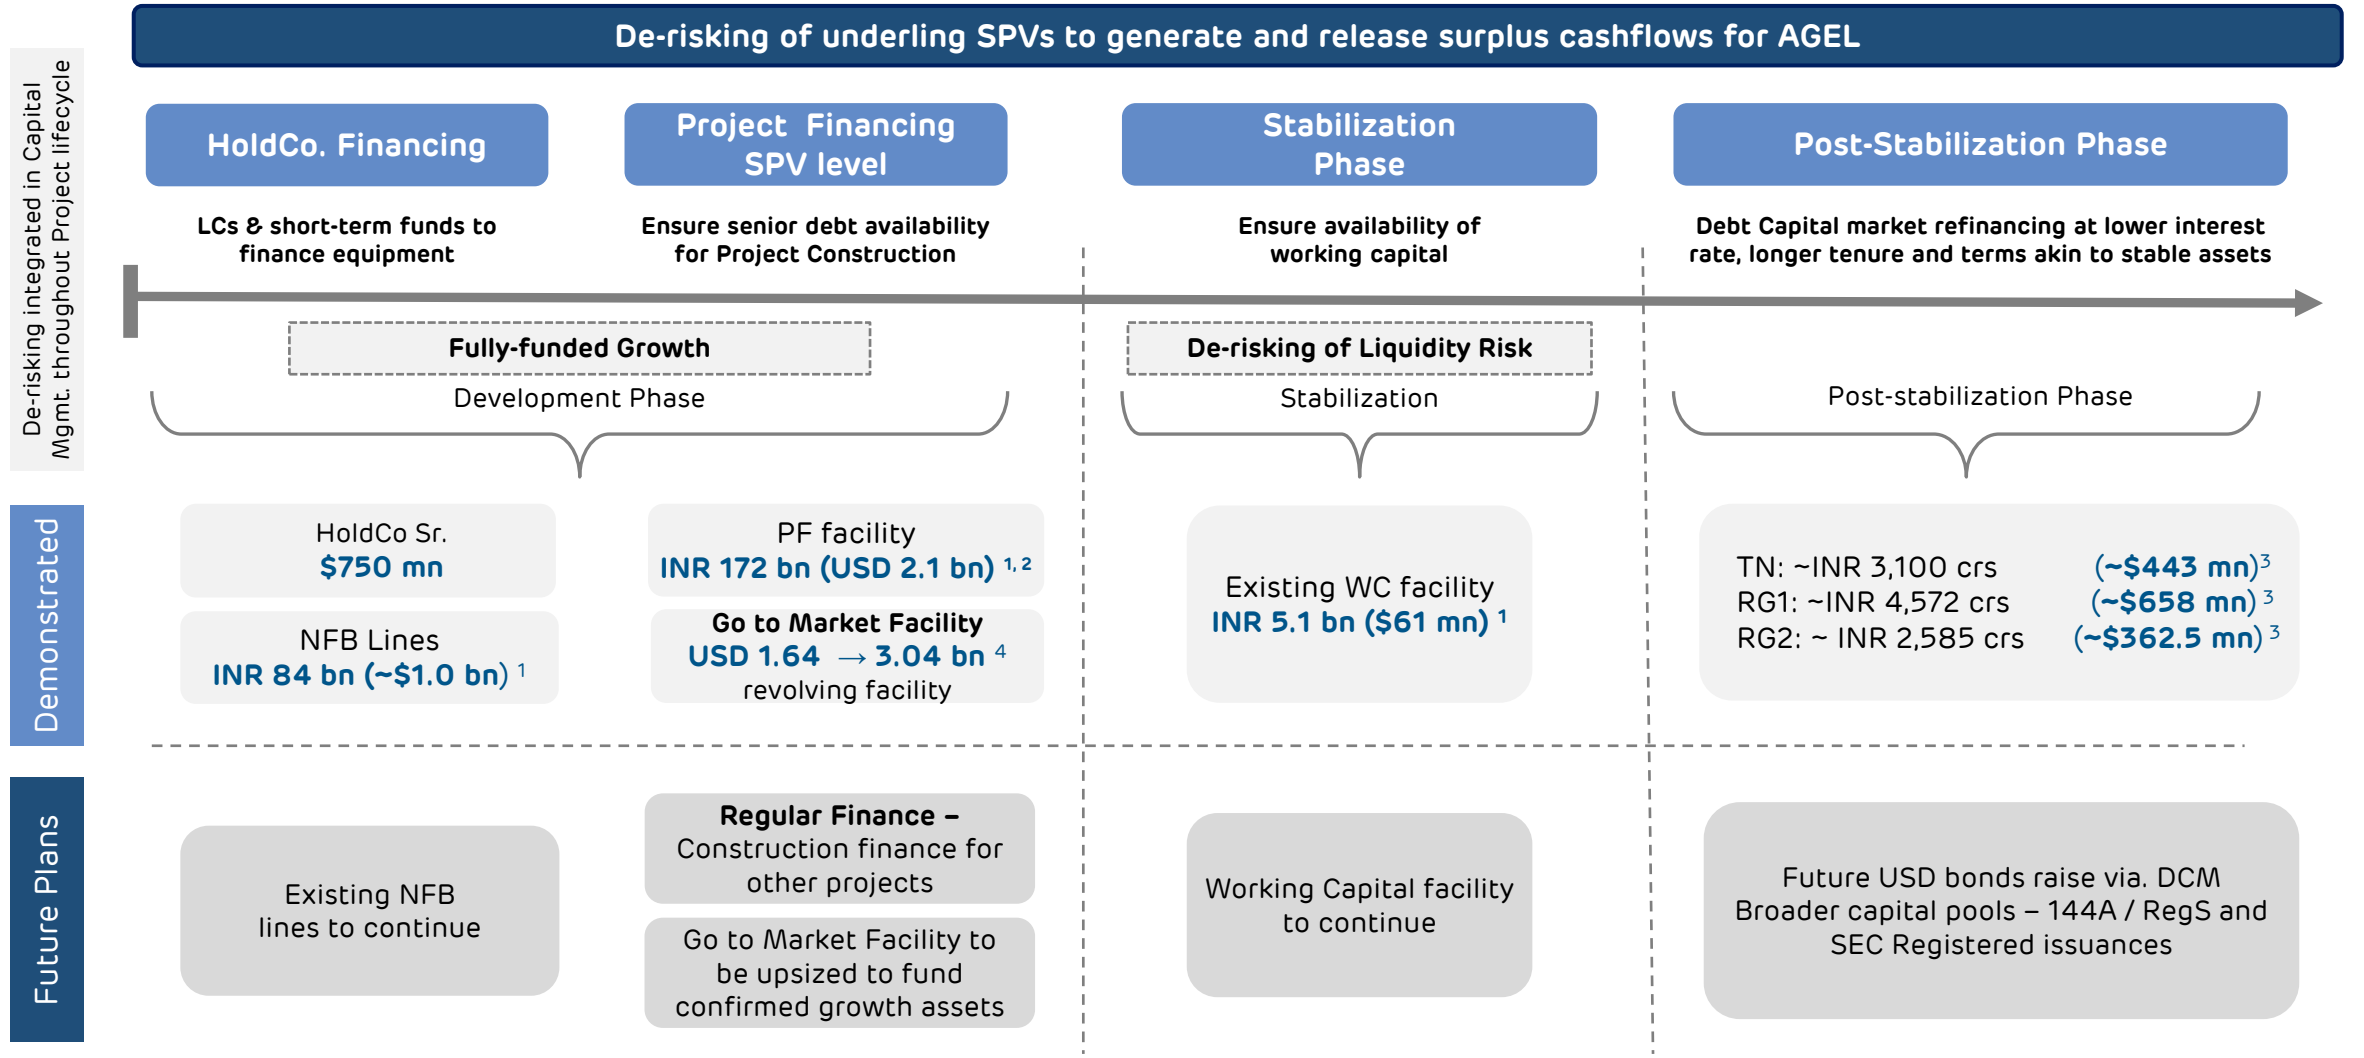 De-risking of underling SPVs to generate and release surplus cashflows for AGEL
De-risking integrated in Capital
Mgmt. throughout Project lifecycle
HoldCo. Financing
Project Financing
SPV level
Stabilization
Phase
Post-Stabilization Phase
LCs & short-term funds to
finance equipment
Ensure senior debt availability
for Project Construction
Ensure availability of
working capital
Debt Capital market refinancing at lower interest
rate, longer tenure and terms akin to stable assets
Fully-funded Growth
De-risking of Liquidity Risk
Development Phase
Stabilization
Post-stabilization Phase
Demonstrated
HoldCo Sr.
$750 mn
NFB Lines
INR 84 bn (~$1.0 bn) 1
PF facility
INR 172 bn (USD 2.1 bn) 1, 2
Go to Market Facility
USD 1.64 → 3.04 bn 4
revolving facility
Existing WC facility
INR 5.1 bn ($61 mn) 1
TN: ~INR 3,100 crs (~$443 mn)3
RG1: ~INR 4,572 crs (~$658 mn) 3
RG2: ~ INR 2,585 crs (~$362.5 mn) 3
Future Plans
Existing NFB
lines to continue
Regular Finance –
Construction finance for
other projects
Go to Market Facility to
be upsized to fund
confirmed growth assets
Working Capital facility
to continue
Future USD bonds raise via. DCM
Broader capital pools – 144A / RegS and
SEC Registered issuances